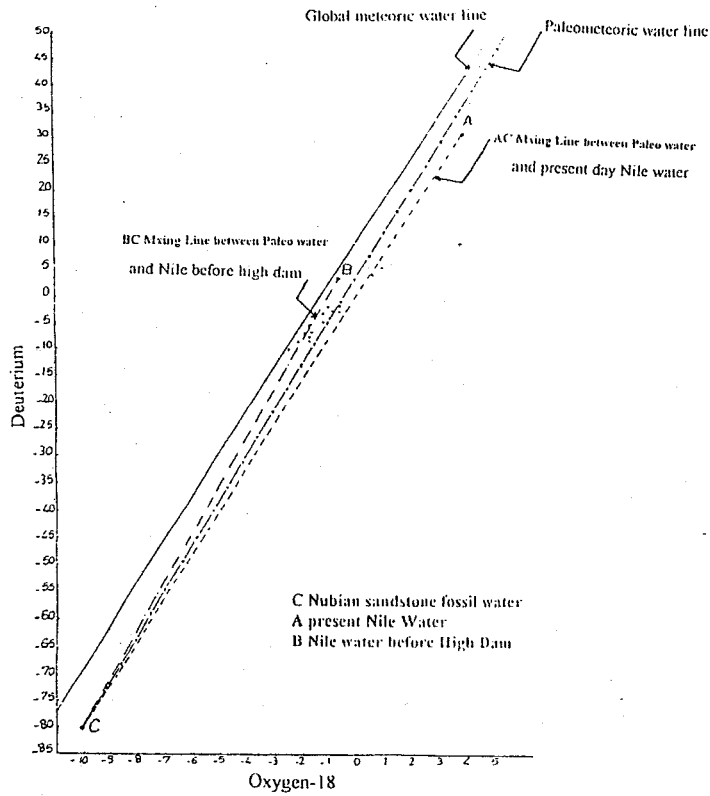 Global meteoric water line
Paleometeoric water line
50
45
40
35
30
20
10
5
0
-5
-10
-15
-20
-30
-35
-40
-45
-50
-55
-60
-65
-70
-75
-80
-85
Deuterium
A
AC Mxing Line between Paleo water
and present day Nile water
BC Mxing Line between Paleo water
and Nile before high dam
B
C Nubian sandstone fossil water
A present Nile Water
B Nile water before High Dam
C
-10 -9 -8 -7 -6 -5 -4 -3 -2 -1 0 1 2 3 4 5
Oxygen-18